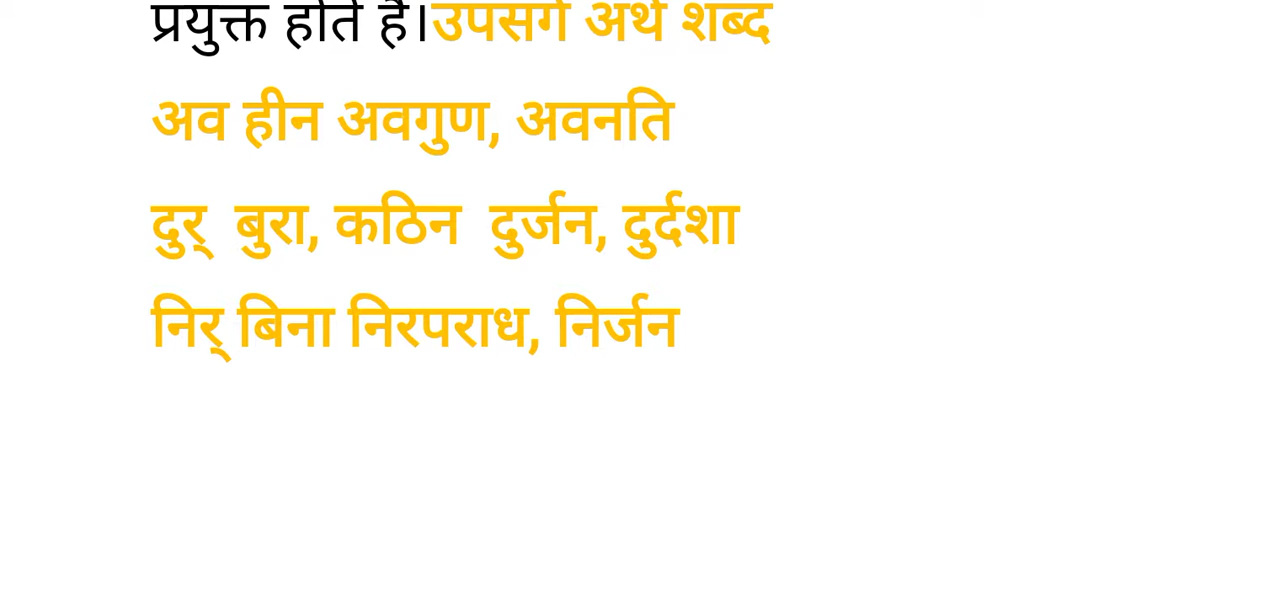 प्रयुक्त होते हैं।उपसर्ग अर्थ शब्द
अव हीन अवगुण, अवनति
दुर् बुरा, कठिन दुर्जन, दुर्दशा
निर् बिना निरपराध, निर्जन